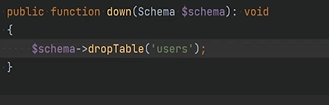 public function down(Schema $schema): void
{
    $schema->dropTable('users');
}